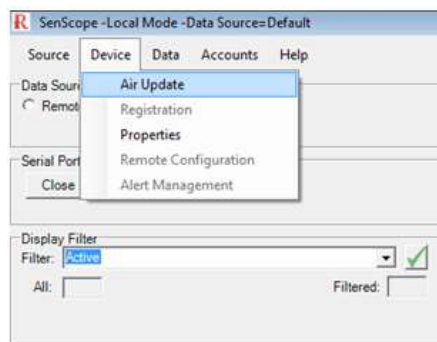 R SenScope -Local Mode -Data Source=Default
Source Device Data Accounts Help
Air Update
Registration
Properties
Remote Configuration
Alert Management
Data Sour
Remot
Serial Port
Close
Display Filter
Filter: Active
All: Filtered: